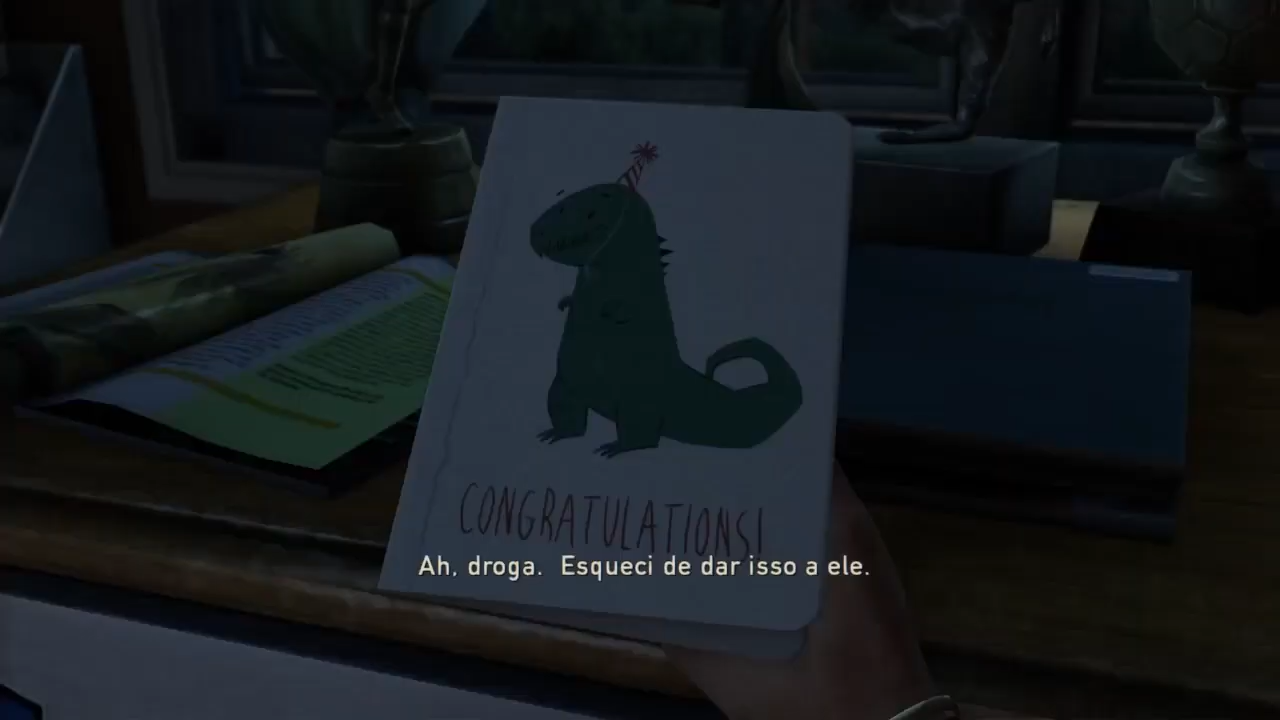 CONGRATULATIONS!
Ah, droga. Esqueci de dar isso a ele.